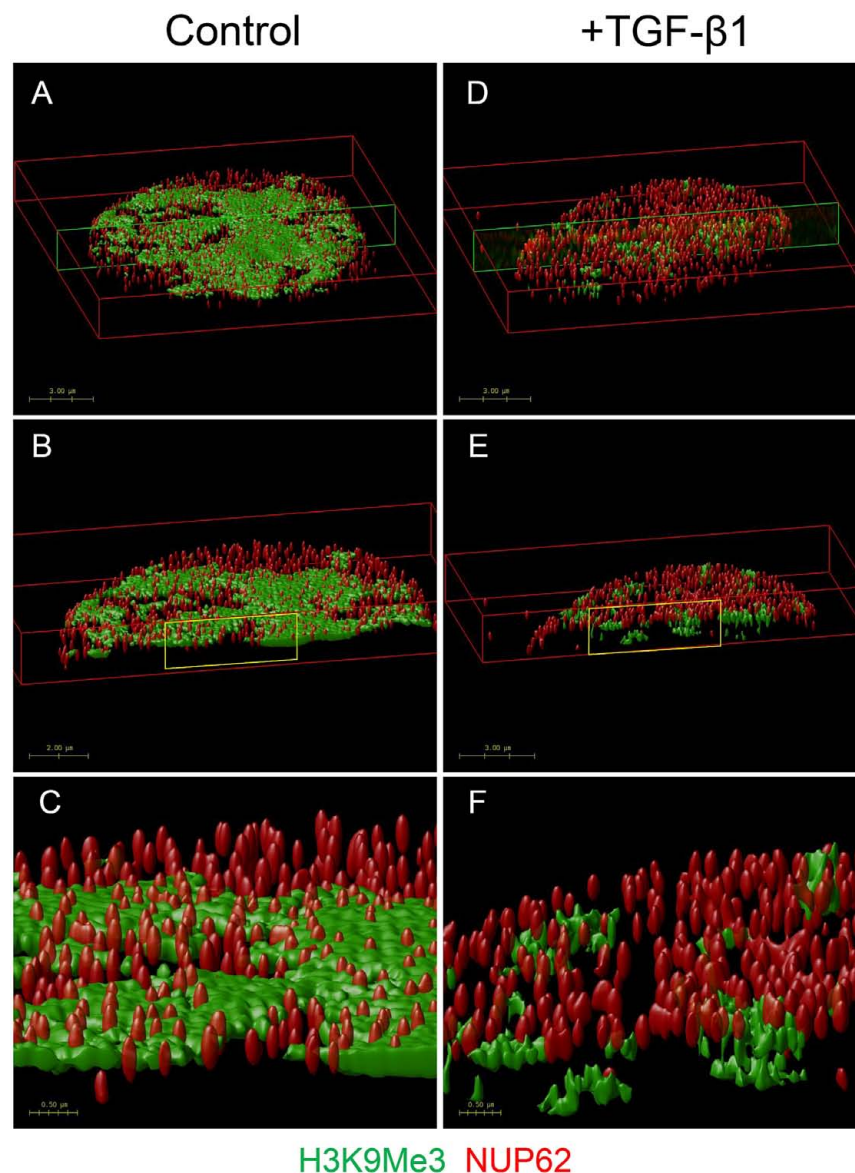 Control +TGF-β1
A D
3.00 µm 3.00 µm
B E
2.00 µm 3.00 µm
C F
0.50 µm 0.50 µm
H3K9Me3 NUP62